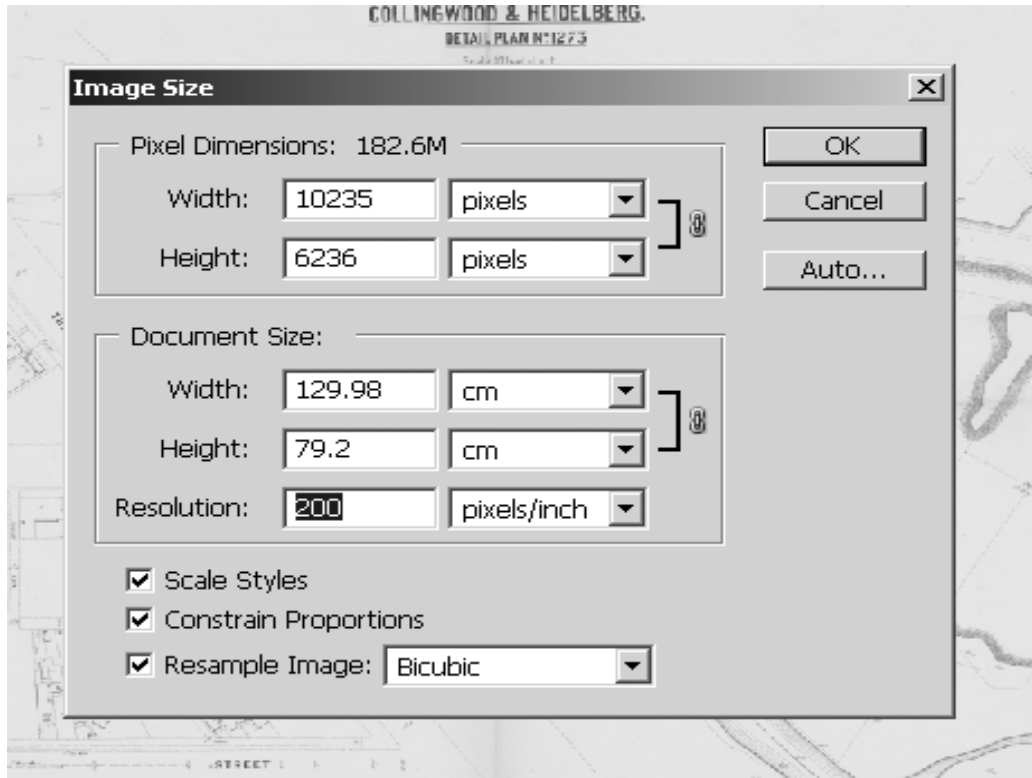 COLLINGWOOD & HEIDELBERG.
DETAIL PLAN Nº 1273
Image Size
Pixel Dimensions: 182.6M
Width: 10235 pixels
Height: 6236 pixels
OK
Cancel
Auto...
Document Size:
Width: 129.98 cm
Height: 79.2 cm
Resolution: 200 pixels/inch
Scale Styles
Constrain Proportions
Resample Image: Bicubic
STREET